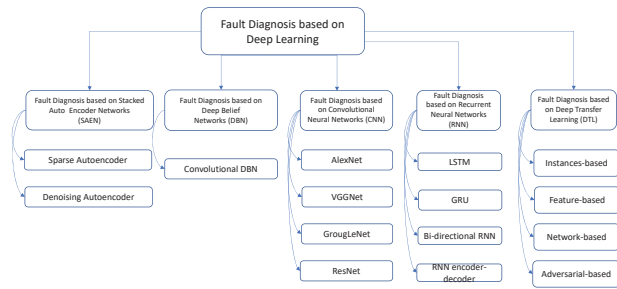 Fault Diagnosis based on
Deep Learning
Fault Diagnosis based on Stacked
Auto Encoder Networks
(SAEN)
Fault Diagnosis based on
Deep Belief
Networks (DBN)
Fault Diagnosis based
on Convolutional
Neural Networks (CNN)
Fault Diagnosis
based on Recurrent
Neural Networks
(RNN)
Fault Diagnosis based
on Deep Transfer
Learning (DTL)
Sparse Autoencoder
Denoising Autoencoder
Convolutional DBN
AlexNet
VGGNet
GrougLeNet
ResNet
LSTM
GRU
Bi-directional RNN
RNN encoder-
decoder
Instances-based
Feature-based
Network-based
Adversarial-based